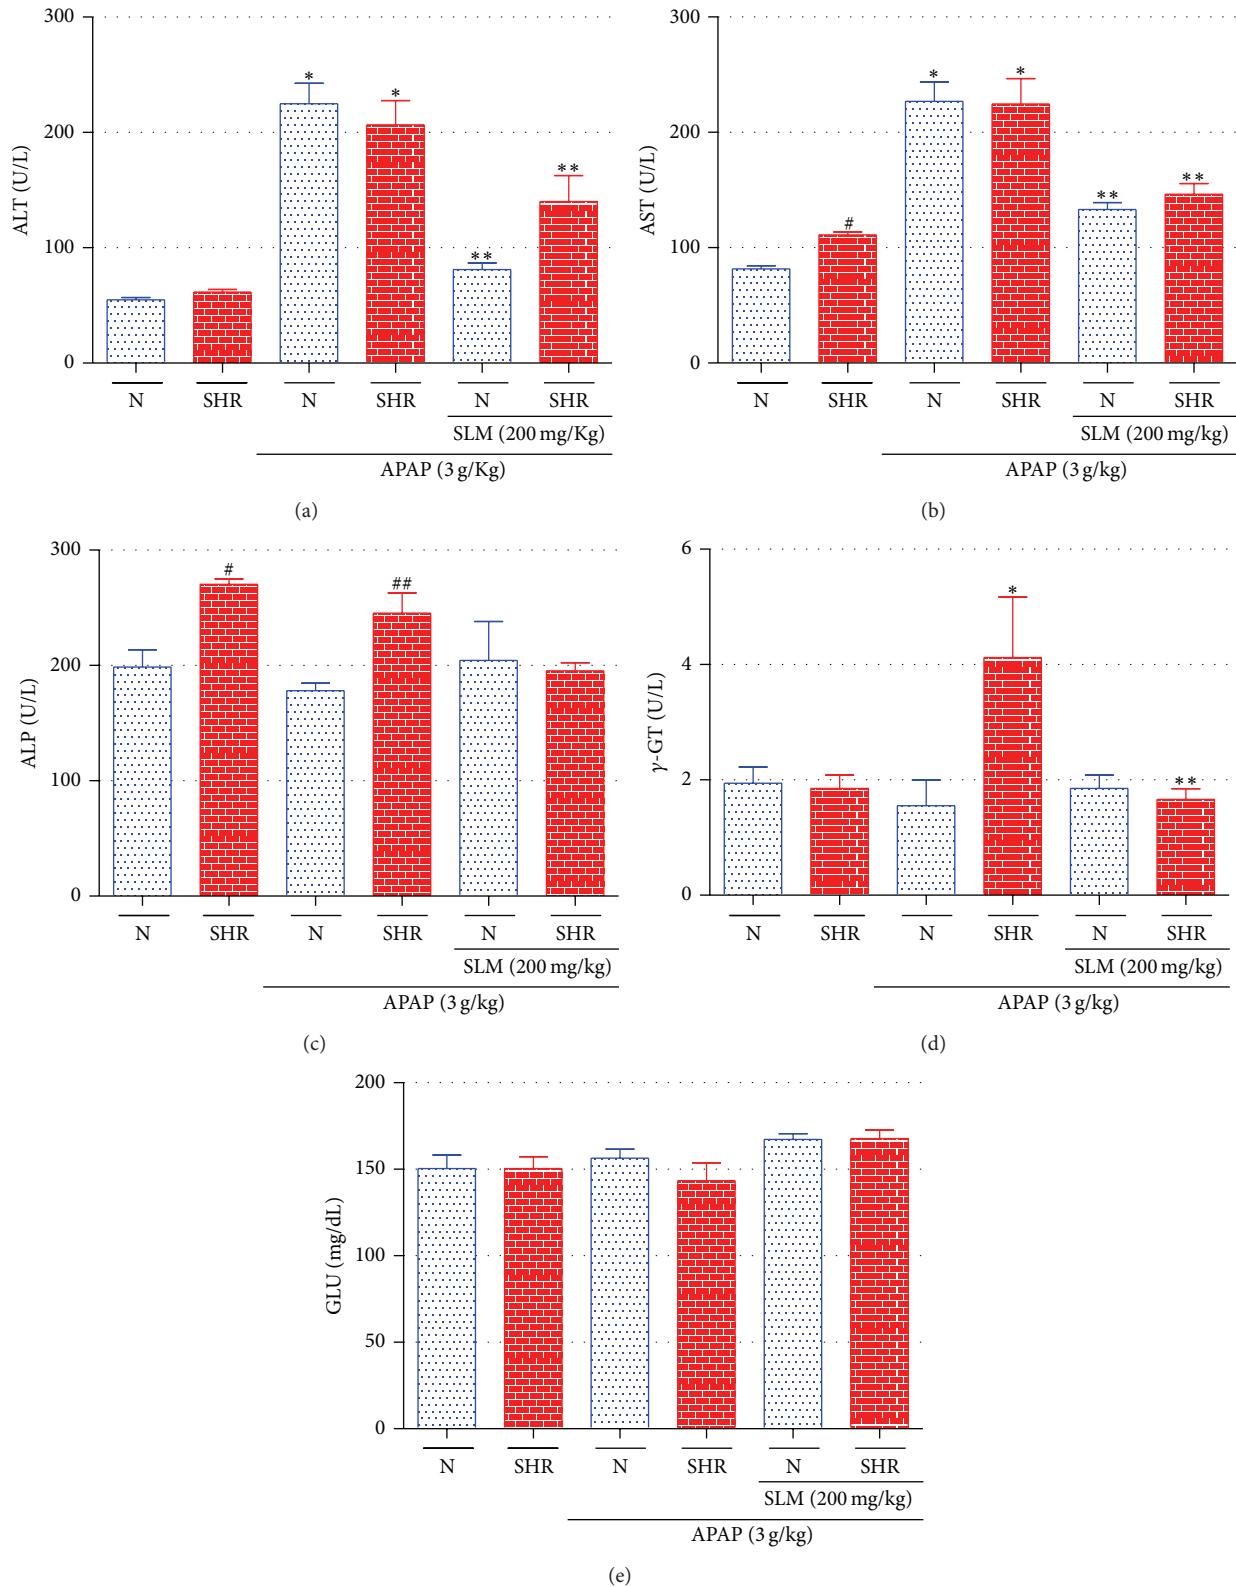 300
200
100
0
ALT (U/L)
*
*
**
**
N
SHR
N
SHR
N
SHR
SLM (200 mg/Kg)
APAP (3 g/Kg)
(a)
300
200
100
0
AST (U/L)
#
*
*
**
**
N
SHR
N
SHR
N
SHR
SLM (200 mg/kg)
APAP (3 g/kg)
(b)
300
200
100
0
ALP (U/L)
#
##
N
SHR
N
SHR
N
SHR
SLM (200 mg/kg)
APAP (3 g/kg)
(c)
6
4
2
0
γ-GT (U/L)
*
**
N
SHR
N
SHR
N
SHR
SLM (200 mg/kg)
APAP (3 g/kg)
(d)
200
150
100
50
0
GLU (mg/dL)
N
SHR
N
SHR
N
SHR
SLM (200 mg/kg)
APAP (3 g/kg)
(e)